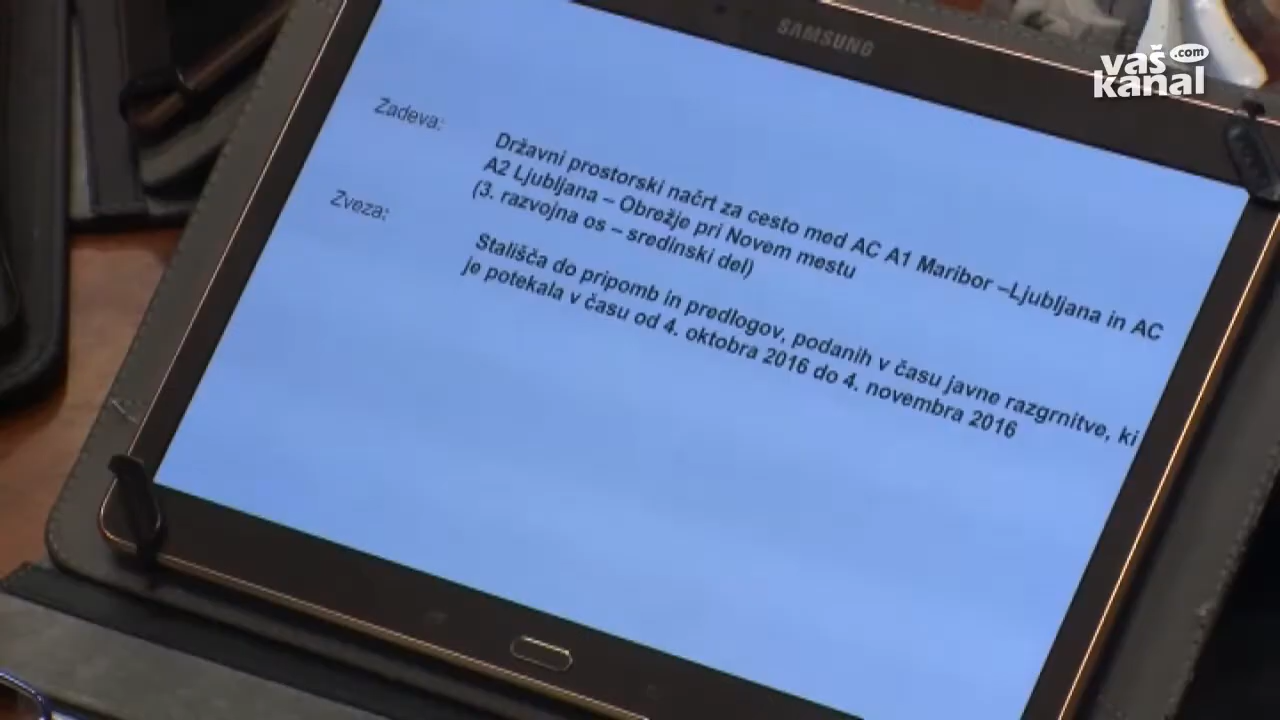 SAMSUNG
vaš
.com
kanal
Zadeva:
Državni prostorski načrt za cesto med AC A1 Maribor –Ljubljana in AC
A2 Ljubljana – Obrežje pri Novem mestu
(3. razvojna os – sredinski del)
Zveza:
Stališča do pripomb in predlogov, podanih v času javne razgrnitve, ki
je potekala v času od 4. oktobra 2016 do 4. novembra 2016